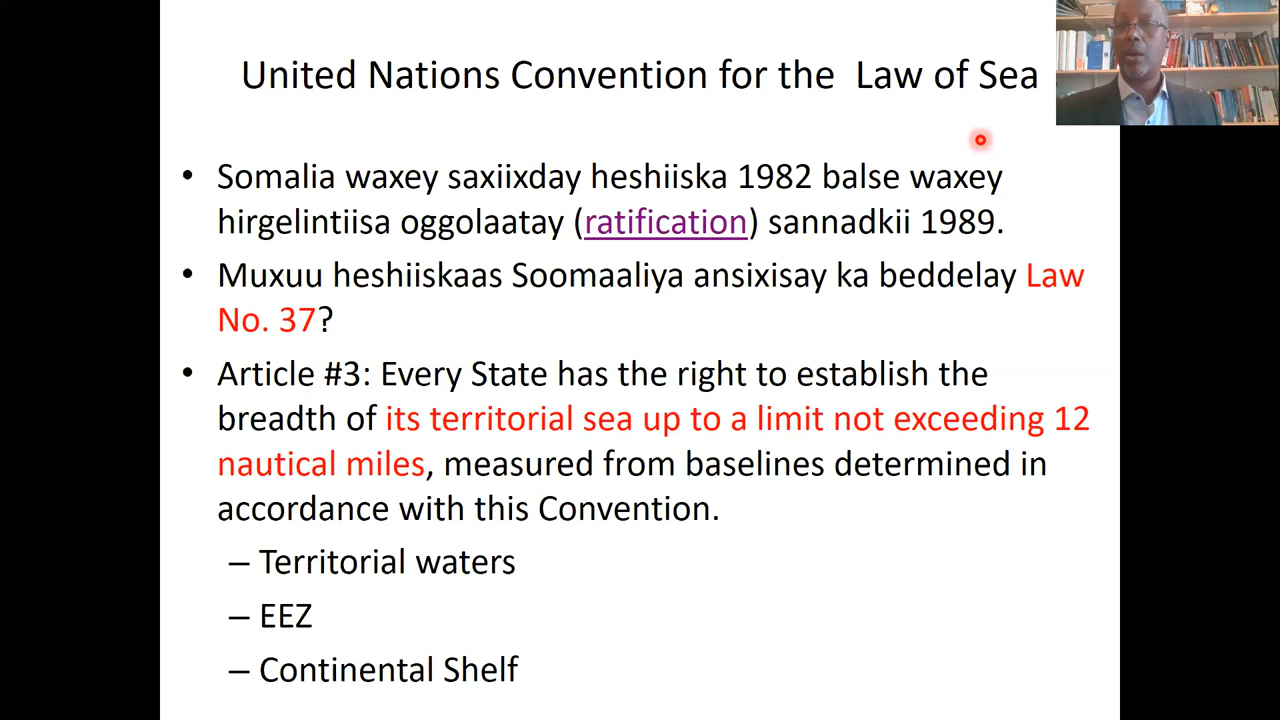 United Nations Convention for the Law of Sea
• Somalia waxey saxiixday heshiiska 1982 balse waxey
hirgelintiisa oggolaatay (ratification) sannadkii 1989.
• Muxuu heshiiskaas Soomaaliya ansixisay ka beddelay Law
No. 37?
• Article #3: Every State has the right to establish the
breadth of its territorial sea up to a limit not exceeding 12
nautical miles, measured from baselines determined in
accordance with this Convention.
– Territorial waters
– EEZ
– Continental Shelf